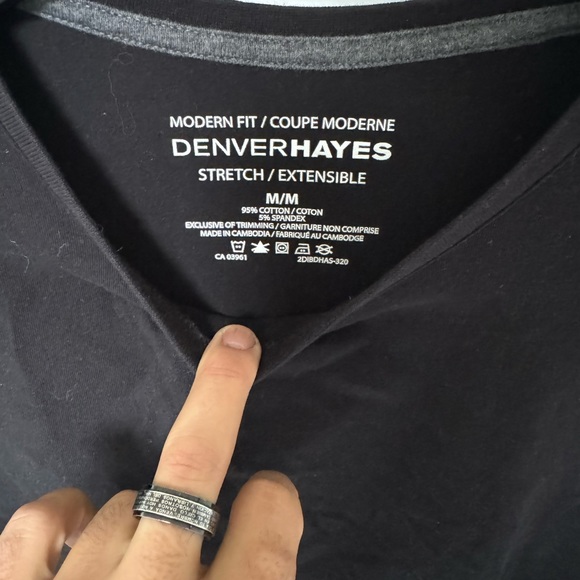 MODERN FIT / COUPE MODERNE
DENVERHAYES
STRETCH / EXTENSIBLE
M/M
95% COTTON / COTON
5% SPANDEX
EXCLUSIVE OF TRIMMING / GARNITURE NON COMPRISE
MADE IN CAMBODIA / FABRIQUÉ AU CAMBODGE
CA 03961 2DIBDHAS-320